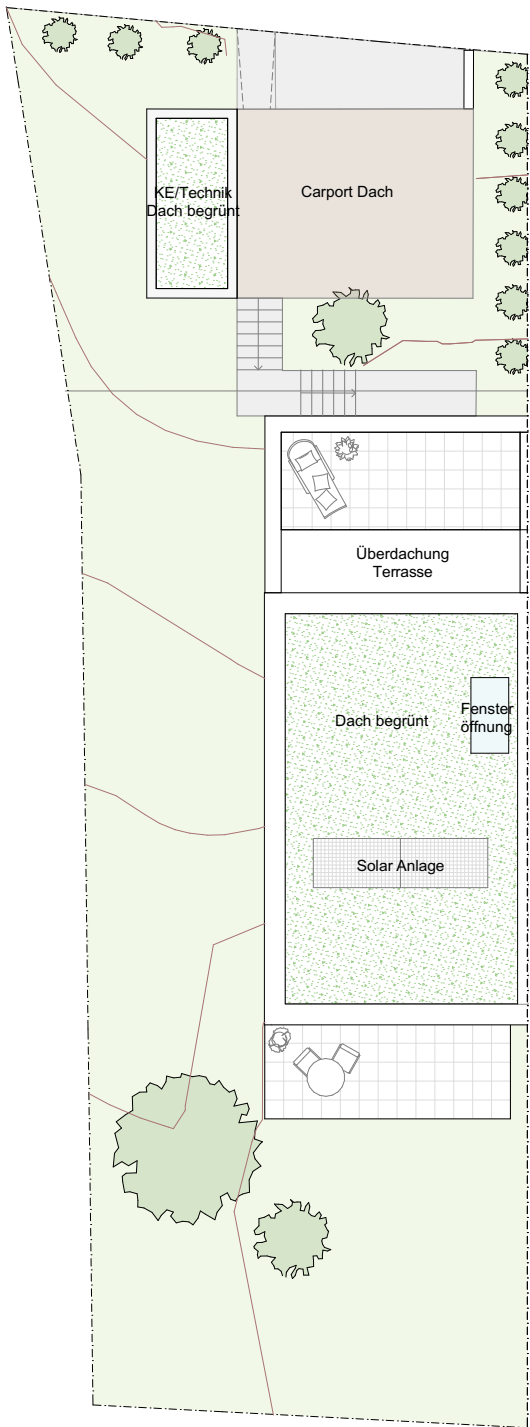 KE/Technik
Dach begrünt
Carport Dach
Überdachung
Terrasse
Dach begrünt
Fenster
öffnung
Solar Anlage